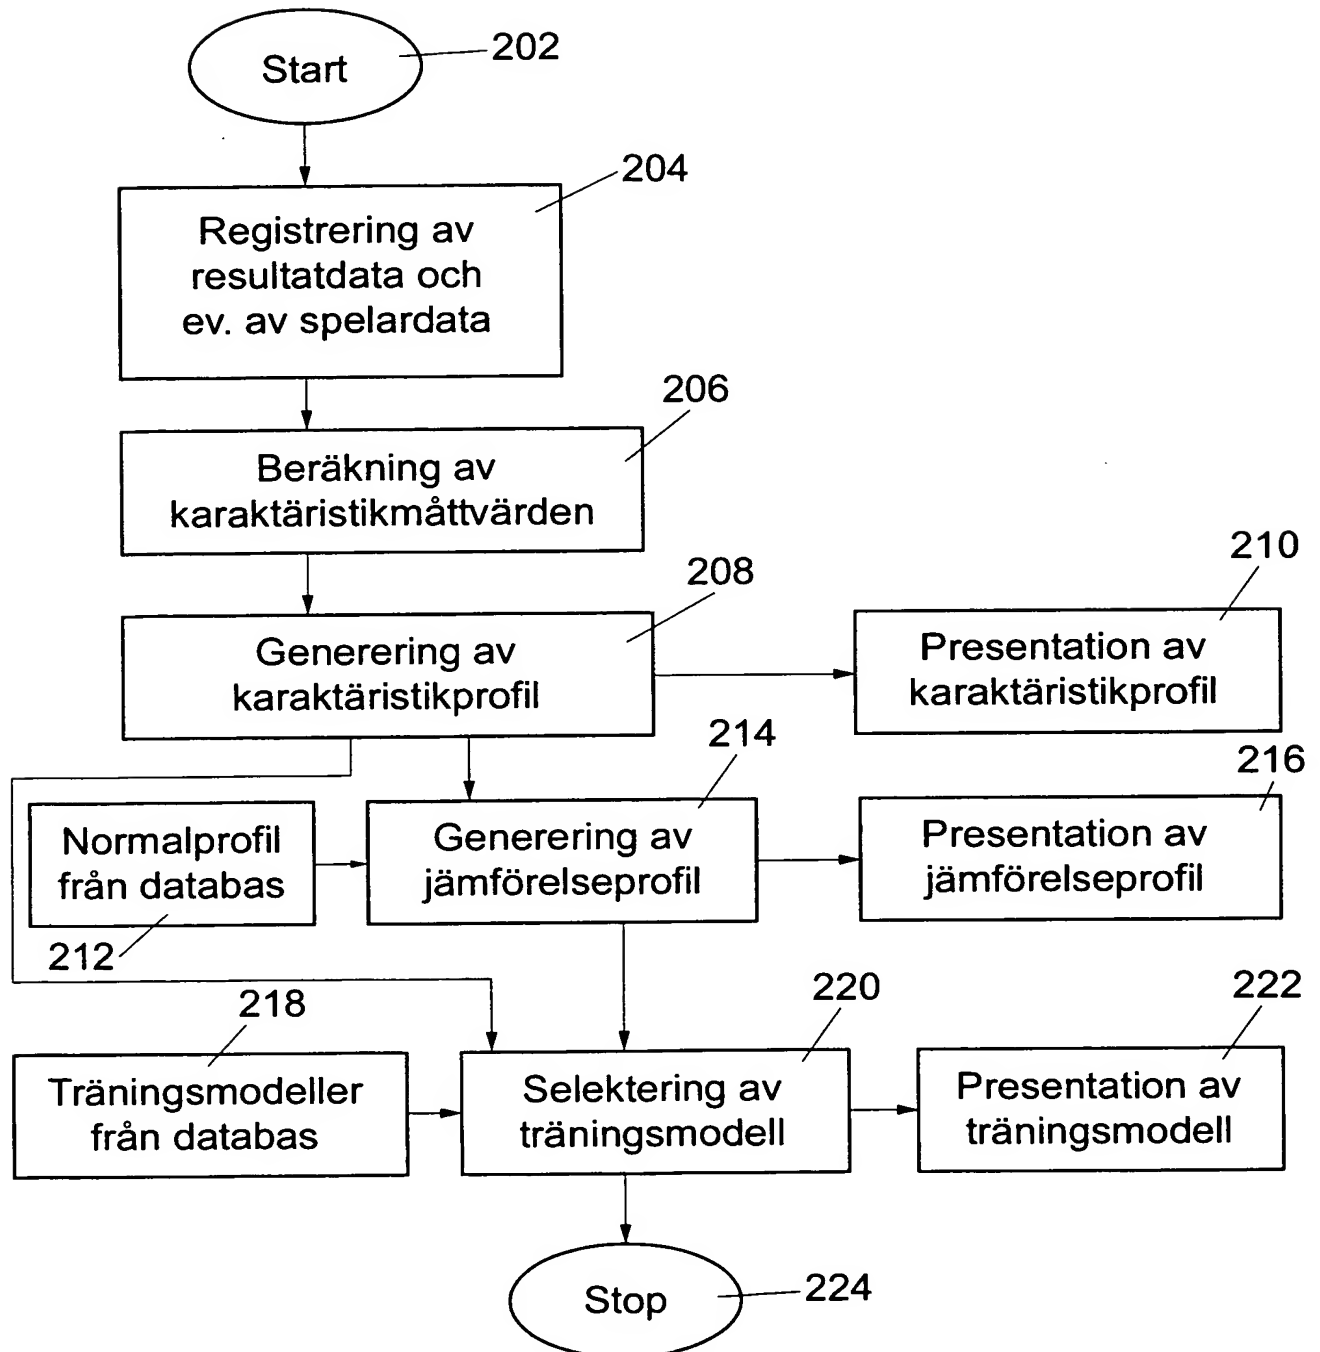 Start
202
204
Registrering av
resultatdata och
ev. av spelardata
206
Beräkning av
karaktäristikmåttvärden
208
Generering av
karaktäristikprofil
210
Presentation av
karaktäristikprofil
212
Normalprofil
från databas
214
Generering av
jämförelseprofil
216
Presentation av
jämförelseprofil
218
Träningsmodeller
från databas
220
Selektering av
träningsmodell
222
Presentation av
träningsmodell
Stop
224